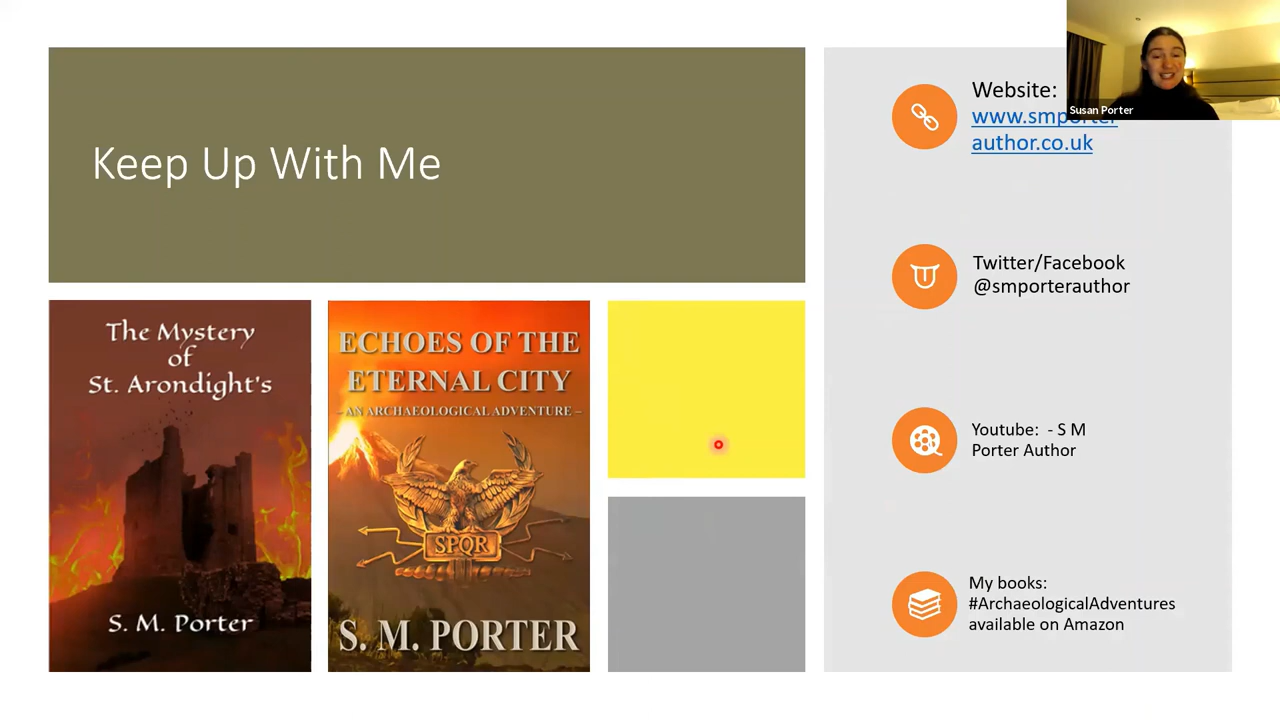 Keep Up With Me
The Mystery
of
St. Arondight's
S. M. Porter
ECHOES OF THE
ETERNAL CITY
– AN ARCHAEOLOGICAL ADVENTURE –
SPQR
S. M. PORTER
Website:
www.smporter
author.co.uk
Twitter/Facebook
@smporterauthor
Youtube: - S M
Porter Author
My books:
#ArchaeologicalAdventures
available on Amazon
Susan Porter